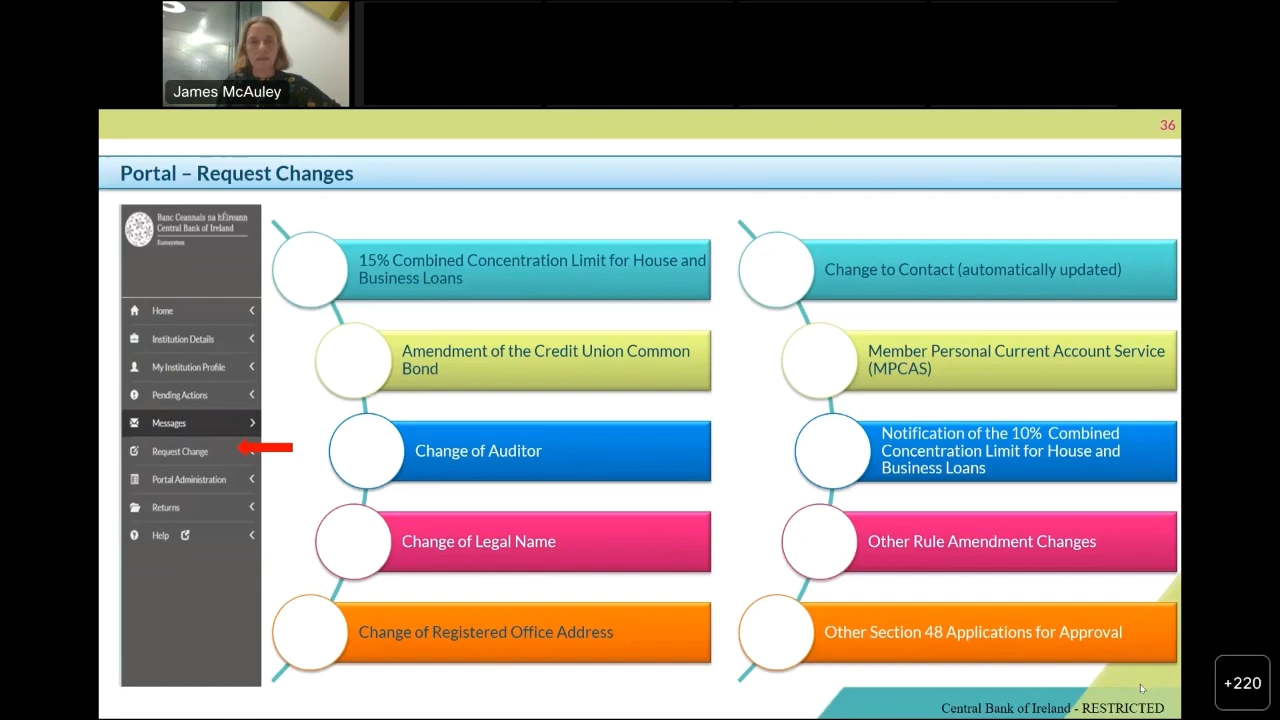 James McAuley
36
Portal – Request Changes
Banc Ceannais na hÉireann
Central Bank of Ireland
Eurosystem
Home
Institution Details
My Institution Profile
Pending Actions
Messages
Request Change
Portal Administration
Returns
Help
15% Combined Concentration Limit for House and
Business Loans
Amendment of the Credit Union Common
Bond
Change of Auditor
Change of Legal Name
Change of Registered Office Address
Change to Contact (automatically updated)
Member Personal Current Account Service
(MPCAS)
Notification of the 10% Combined
Concentration Limit for House and
Business Loans
Other Rule Amendment Changes
Other Section 48 Applications for Approval
Central Bank of Ireland - RESTRICTED
+220